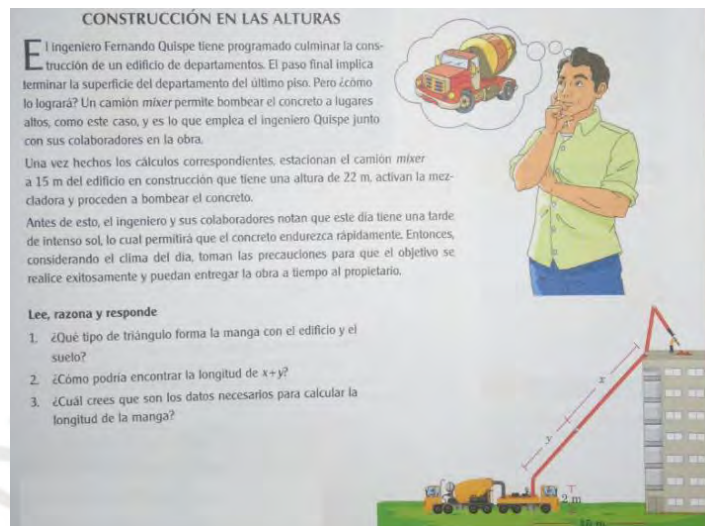 CONSTRUCCIÓN EN LAS ALTURAS
El ingeniero Fernando Quispe tiene programado culminar la cons-
trucción de un edificio de departamentos. El paso final implica
terminar la superficie del departamento del último piso. Pero ¿cómo
lo logrará? Un camión mixer permite bombear el concreto a lugares
altos, como este caso, y es lo que emplea el ingeniero Quispe junto
con sus colaboradores en la obra.
Una vez hechos los cálculos correspondientes, estacionan el camión mixer
a 15 m del edificio en construcción que tiene una altura de 22 m, activan la mez-
cladora y proceden a bombear el concreto.
Antes de esto, el ingeniero y sus colaboradores notan que este día tiene una tarde
de intenso sol, lo cual permitirá que el concreto endurezca rápidamente. Entonces,
considerando el clima del día, toman las precauciones para que el objetivo se
realice exitosamente y puedan entregar la obra a tiempo al propietario.
Lee, razona y responde
1. ¿Qué tipo de triángulo forma la manga con el edificio y el
suelo?
2. ¿Cómo podría encontrar la longitud de x+y?
3. ¿Cuál crees que son los datos necesarios para calcular la
longitud de la manga?
x
y
2 m